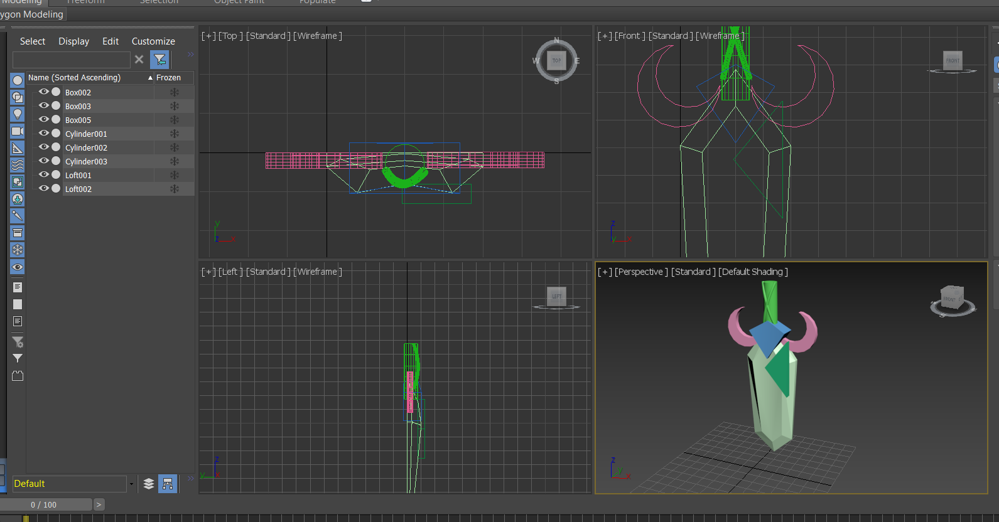 Modeling Freeform Selection Object Paint Populate
ygon Modeling
Select Display Edit Customize
Name (Sorted Ascending) Frozen
Box002
Box003
Box005
Cylinder001
Cylinder002
Cylinder003
Loft001
Loft002
Default
0 / 100 >
[+] [Top ] [Standard ] [Wireframe ]
N
W TOP E
S
y
z x
[+] [Front ] [Standard ] [Wireframe ]
FRONT
z
y x
[+] [Left ] [Standard ] [Wireframe ]
LEFT
z
y
[+] [Perspective ] [Standard ] [Default Shading ]
FRONT
S E
z
y
x